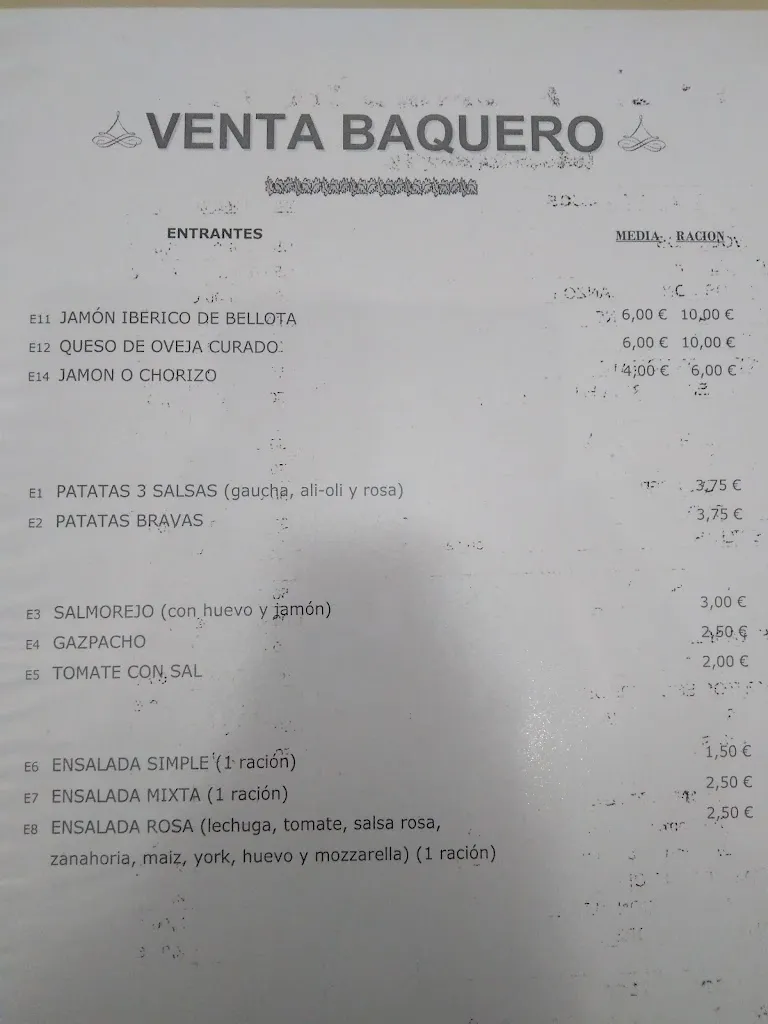 VENTA BAQUERO
ENTRANTES MEDIA RACION
E11 JAMÓN IBERICO DE BELLOTA 6,00 € 10,00 €
E12 QUESO DE OVEJA CURADO 6,00 € 10,00 €
E14 JAMON O CHORIZO 4,00 € 6,00 €
E1 PATATAS 3 SALSAS (gaucha, ali-oli y rosa) 3,75 €
E2 PATATAS BRAVAS 3,75 €
E3 SALMOREJO (con huevo y jamón) 3,00 €
E4 GAZPACHO 2,50 €
E5 TOMATE CON SAL 2,00 €
E6 ENSALADA SIMPLE (1 ración) 1,50 €
E7 ENSALADA MIXTA (1 ración) 2,50 €
E8 ENSALADA ROSA (lechuga, tomate, salsa rosa, 2,50 €
zanahoria, maiz, york, huevo y mozzarella) (1 ración)